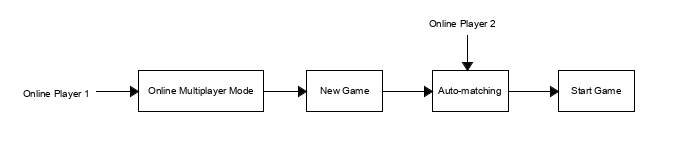 Online Player 2
Online Player 1
Online Multiplayer Mode
New Game
Auto-matching
Start Game